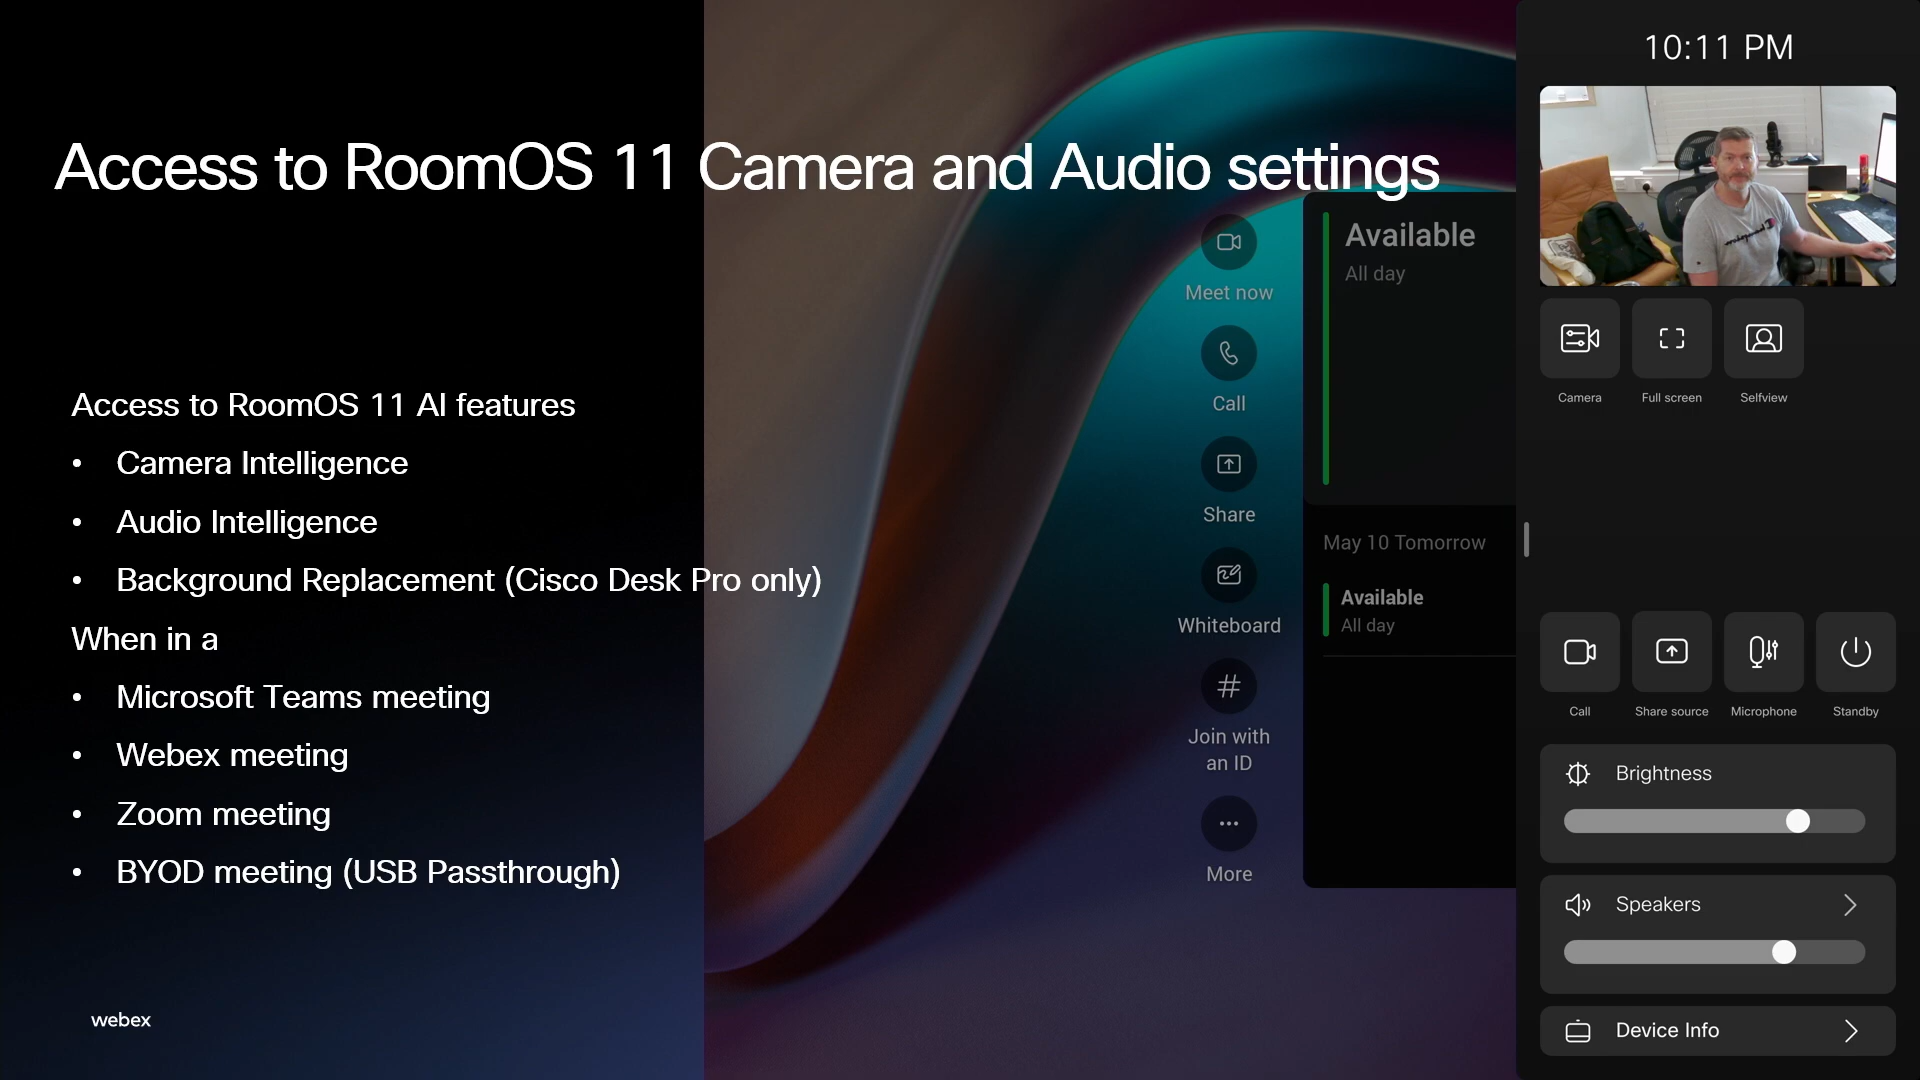 10:11 PM
Access to RoomOS 11 Camera and Audio settings
Access to RoomOS 11 AI features
• Camera Intelligence
• Audio Intelligence
• Background Replacement (Cisco Desk Pro only)
When in a
• Microsoft Teams meeting
• Webex meeting
• Zoom meeting
• BYOD meeting (USB Passthrough)
webex
Meet now
Call
Share
Whiteboard
Join with
an ID
More
Available
All day
May 10 Tomorrow
Available
All day
Camera
Full screen
Selfview
Call
Share source
Microphone
Standby
Brightness
Speakers
Device Info